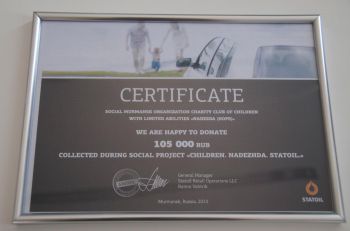 CERTIFICATE
SOCIAL MURMANSK ORGANIZATION CHARITY CLUB OF CHILDREN
WITH LIMITED ABILITIES «NADEZDA (HOPE)»
WE ARE HAPPY TO DONATE
105 000 RUB
COLLECTED DURING SOCIAL PROJECT «CHILDREN. NADEZHDA. STATOIL.»
General Manager
Statoil Retail Operations LLC
Murmansk, Russia, 2013
STATOIL